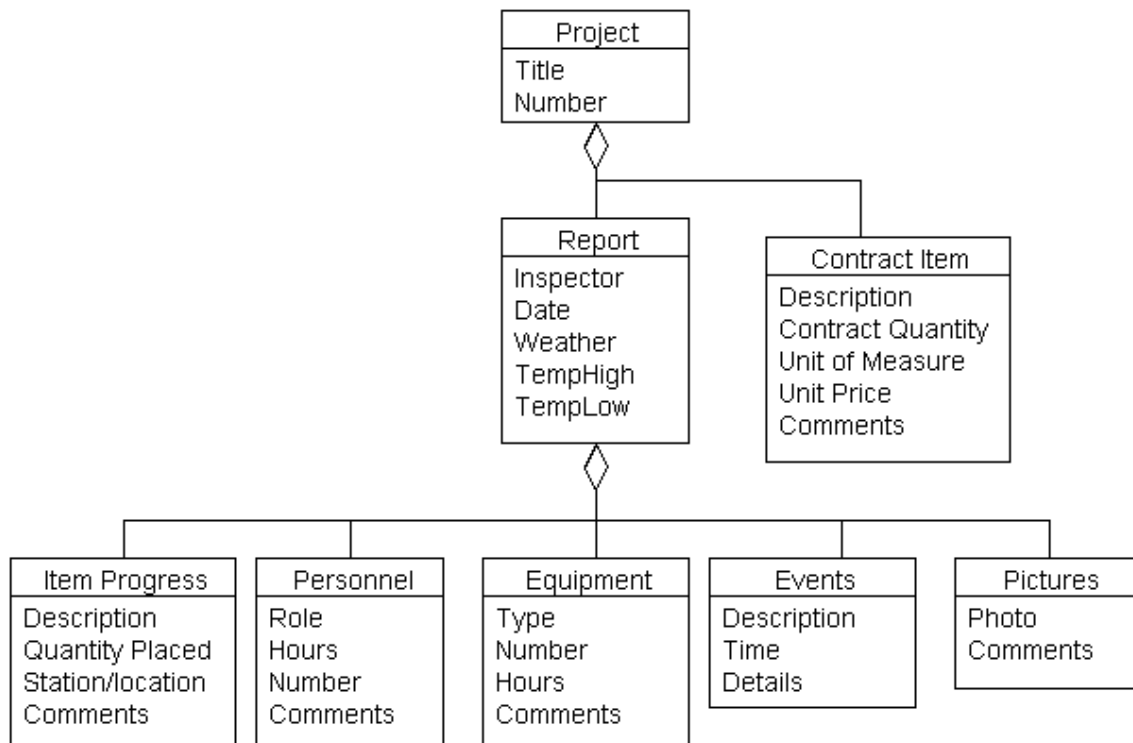 Project
Title
Number
Report
Inspector
Date
Weather
TempHigh
TempLow
Contract Item
Description
Contract Quantity
Unit of Measure
Unit Price
Comments
Item Progress
Description
Quantity Placed
Station/location
Comments
Personnel
Role
Hours
Number
Comments
Equipment
Type
Number
Hours
Comments
Events
Description
Time
Details
Pictures
Photo
Comments